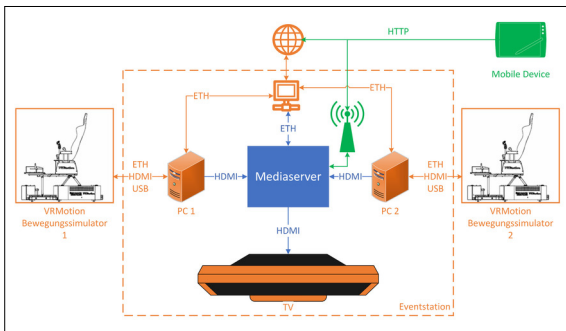 HTTP
Mobile Device
ETH
ETH
ETH
ETH
HDMI
USB
PC 1
HDMI
Mediaserver
HDMI
PC 2
ETH
HDMI
USB
VRMotion
Bewegungssimulator
1
VRMotion
Bewegungssimulator
2
HDMI
TV
Eventstation